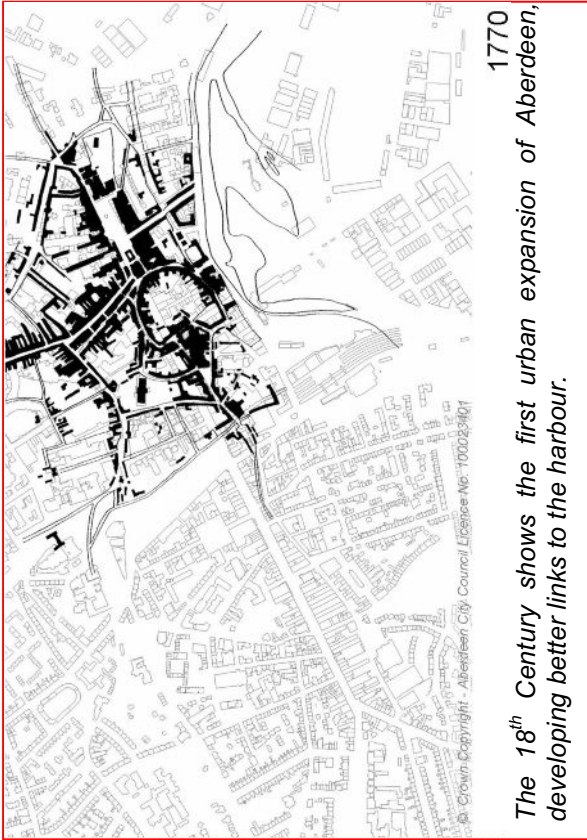 © Crown Copyright - Aberdeen City Council Licence No. 100023401
1770
The 18th Century shows the first urban expansion of Aberdeen,
developing better links to the harbour.